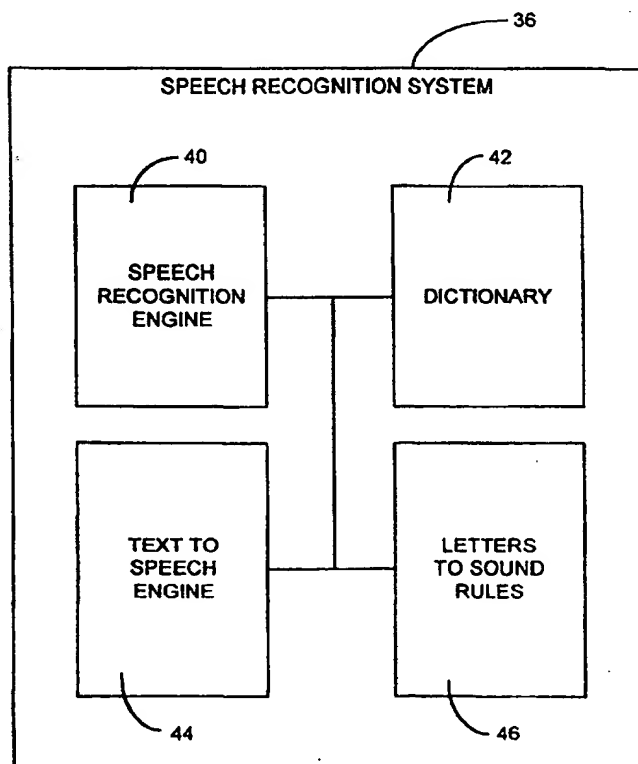 36
SPEECH RECOGNITION SYSTEM
40
42
SPEECH
RECOGNITION
ENGINE
DICTIONARY
TEXT TO
SPEECH
ENGINE
LETTERS
TO SOUND
RULES
44
46